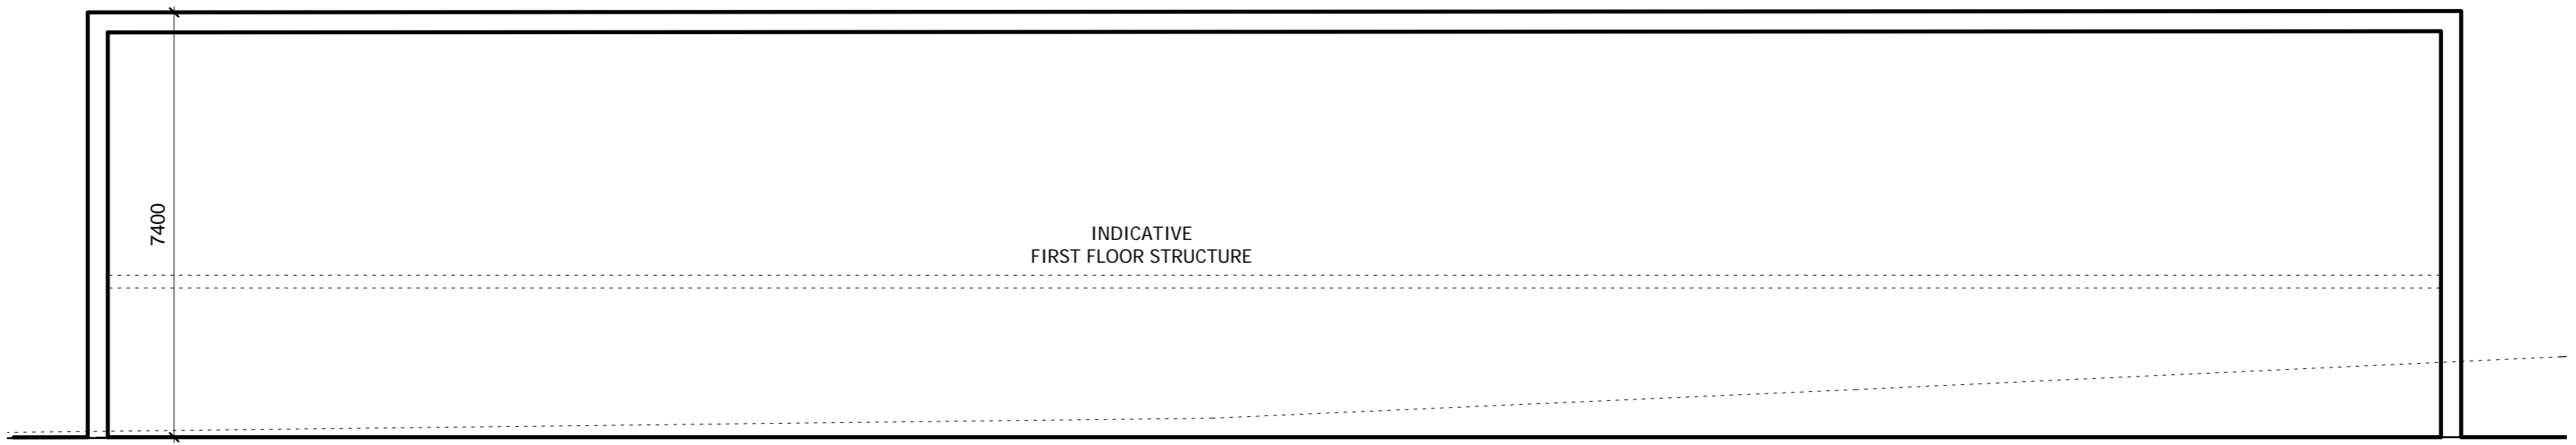 7400
INDICATIVE
FIRST FLOOR STRUCTURE